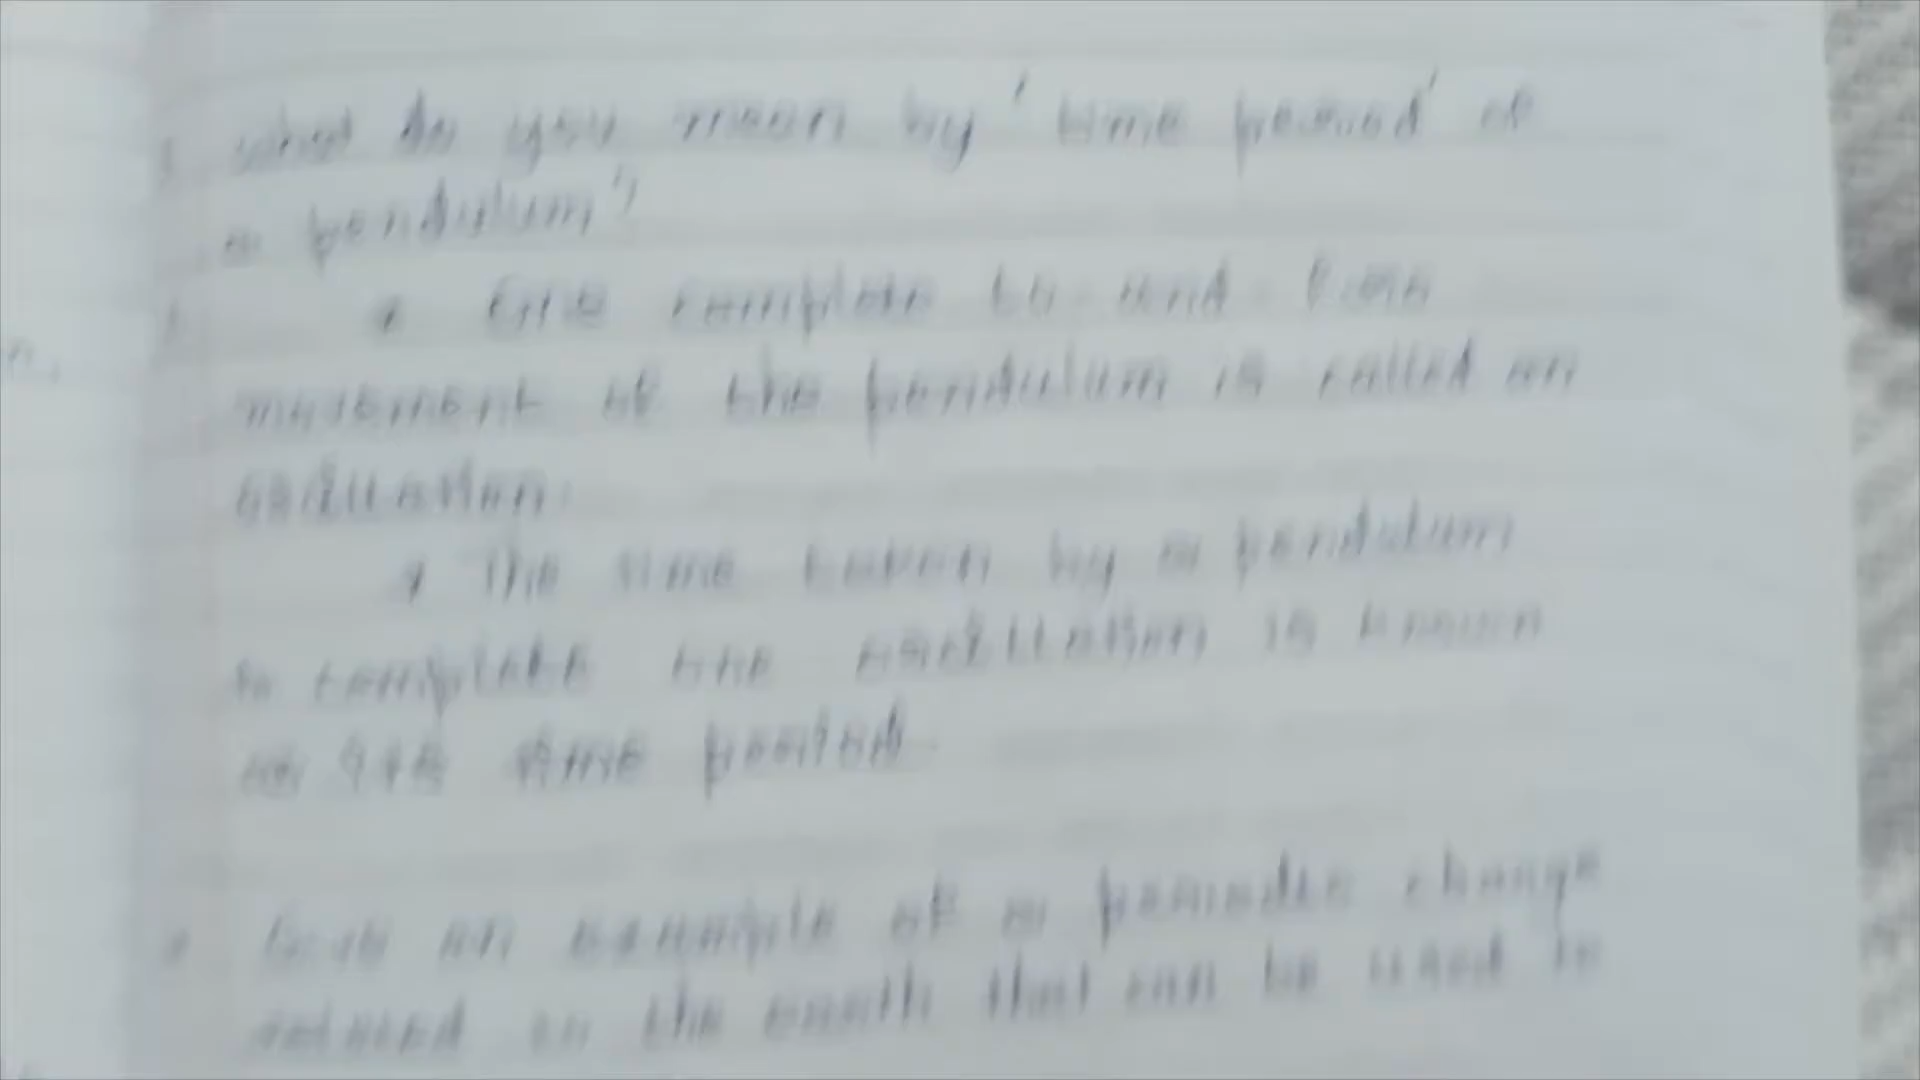 what do you mean by 'time period' of
a pendulum?
* One complete to - and - fro
movement of the pendulum is called an
oscillation.
* The time taken by a pendulum
to complete one oscillation is known
as its time period.
Give an example of a periodic change
related to the earth that can be used to